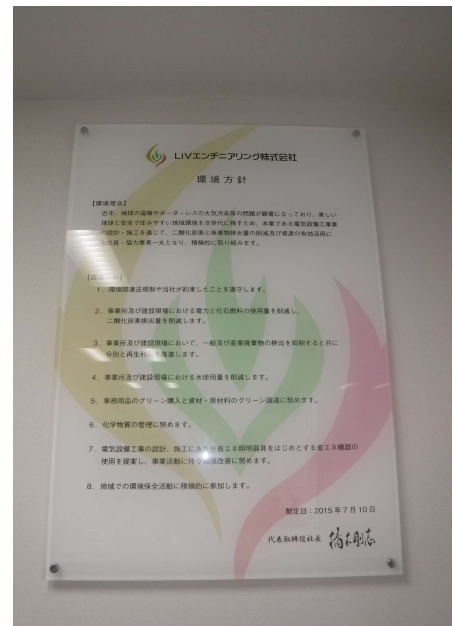 LiVエンヂニアリング株式会社
環境方針
【環境理念】
近年、地球の温暖やボーダーレスの大気汚染等の問題が顕著になっており、美しい
地球と安全で住みやすい地域環境を次世代に残すため、本業である電気設備工事業
の設計・施工を通じて、二酸化炭素と廃棄物排出量の削減及び資源の有効活用に
全社員・協力業者一丸となり、積極的に取り組みます。
1．環境関連法規制や当社が約束したことを遵守します。
2．事業所及び建設現場における電力と化石燃料の使用量を削減し、
二酸化炭素排出量を削減します。
3．事業所及び建設現場において、一般及び産業廃棄物の排出を抑制すると共に
分別と再生利用を推進します。
4．事業所及び建設現場における水使用量を削減します。
5．事務用品のグリーン購入と資材・原材料のグリーン調達に努めます。
6．化学物質の管理に努めます。
7．電気設備工事の設計、施工にあたり省エネ照明器具をはじめとする省エネ機器の
使用を提案し、事業活動に伴う環境改善に努めます。
8．地域での環境保全活動に積極的に参加します。
制定日：2015年7月10日
代表取締役社長